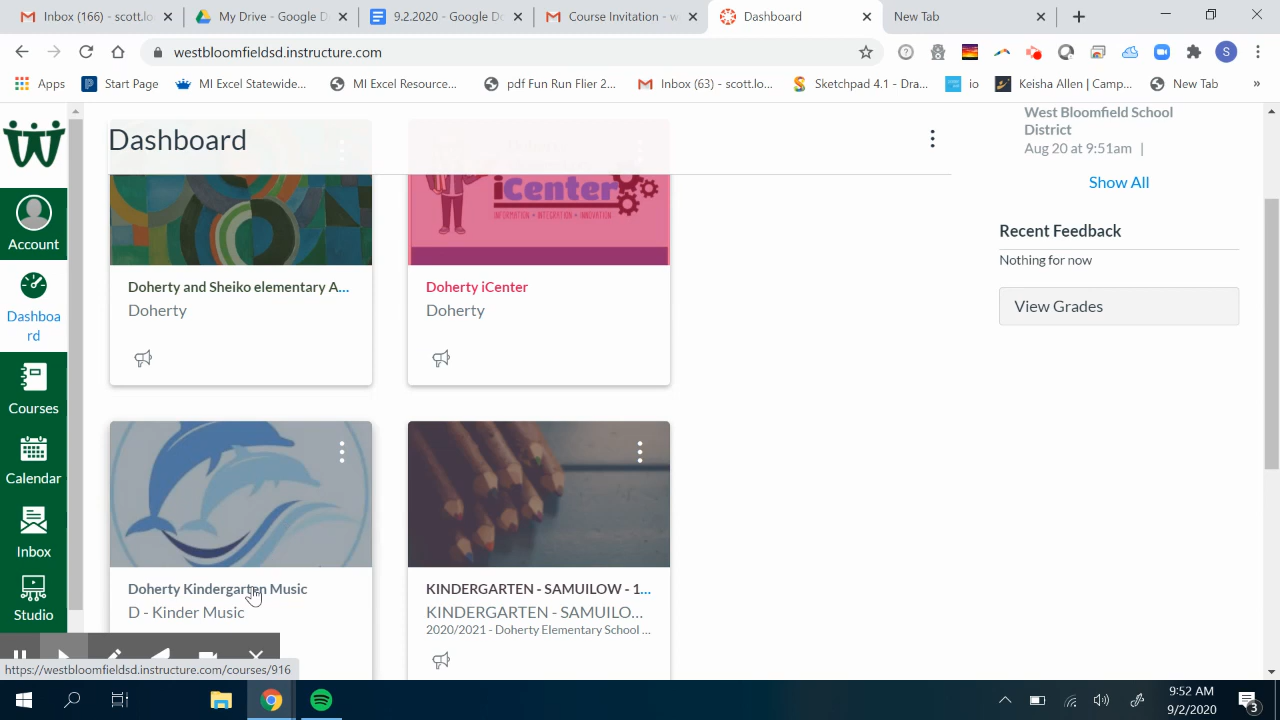 Inbox (166) - scott.lo
My Drive - Google D
9.2.2020 - Google D
Course Invitation - w
Dashboard
New Tab
westbloomfieldsd.instructure.com
S
Apps
Start Page
MI Excel Statewide...
MI Excel Resource...
pdf Fun Run Flier 2...
Inbox (63) - scott.lo...
Sketchpad 4.1 - Dra...
io
Keisha Allen | Camp...
New Tab
»
W
Account
Dashboa
rd
Courses
Calendar
Inbox
Studio
Dashboard
iCenter
INFORMATION • INTEGRATION • INNOVATION
Doherty and Sheiko elementary A...
Doherty
Doherty iCenter
Doherty
Doherty Kindergarten Music
D - Kinder Music
KINDERGARTEN - SAMUILOW - 1...
KINDERGARTEN - SAMUILO...
2020/2021 - Doherty Elementary School ...
West Bloomfield School
District
Aug 20 at 9:51am |
Show All
Recent Feedback
Nothing for now
View Grades
https://westbloomfieldsd.instructure.com/courses/916
9:52 AM
9/2/2020
3